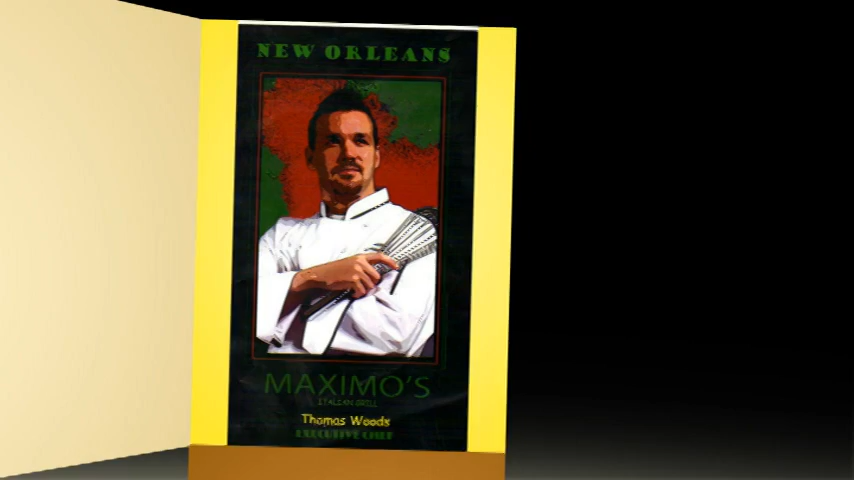 NEW ORLEANS
MAXIMO'S
ITALIAN GRILL
Thomas Woods
EXECUTIVE CHEF